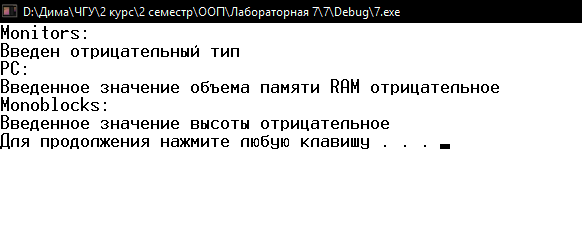 D:\Дима\ЧГУ\2 курс\2 семестр\ООП\Лабораторная 7\7\Debug\7.exe
Monitors:
Введен отрицательный тип
PC:
Введенное значение объема памяти RAM отрицательное
Monoblocks:
Введенное значение высоты отрицательное
Для продолжения нажмите любую клавишу . . .